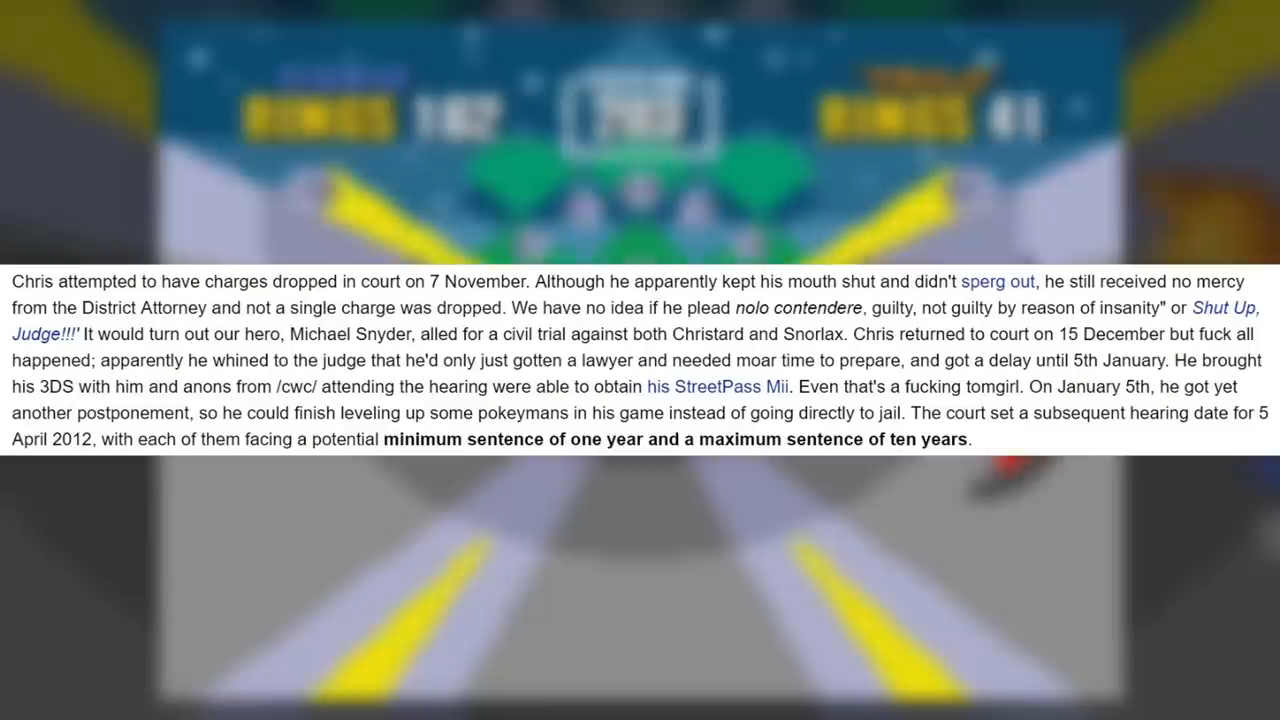 RINGS 102
RINGS 41
Chris attempted to have charges dropped in court on 7 November. Although he apparently kept his mouth shut and didn't sperg out, he still received no mercy
from the District Attorney and not a single charge was dropped. We have no idea if he plead nolo contendere, guilty, not guilty by reason of insanity" or Shut Up,
Judge!!!' It would turn out our hero, Michael Snyder, alled for a civil trial against both Christard and Snorlax. Chris returned to court on 15 December but fuck all
happened; apparently he whined to the judge that he'd only just gotten a lawyer and needed moar time to prepare, and got a delay until 5th January. He brought
his 3DS with him and anons from /cwc/ attending the hearing were able to obtain his StreetPass Mii. Even that's a fucking tomgirl. On January 5th, he got yet
another postponement, so he could finish leveling up some pokeymans in his game instead of going directly to jail. The court set a subsequent hearing date for 5
April 2012, with each of them facing a potential minimum sentence of one year and a maximum sentence of ten years.